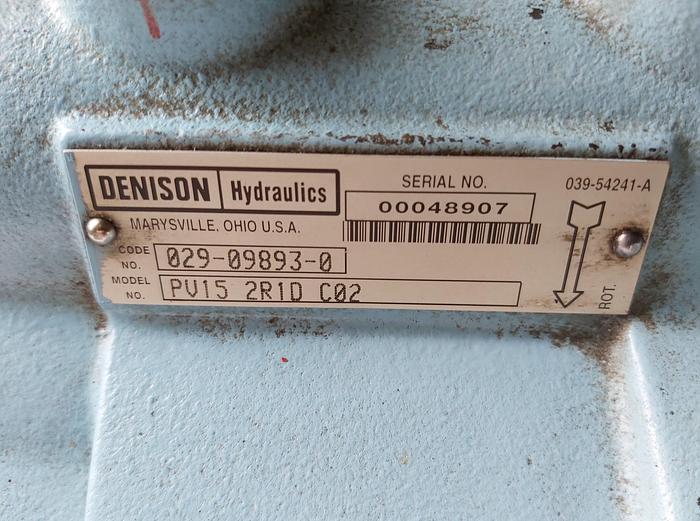 DENISON Hydraulics
MARYSVILLE, OHIO U.S.A.
SERIAL NO.
00048907
039-54241-A
CODE NO. 029-09893-0
MODEL NO. PV15 2R1D C02
ROT.